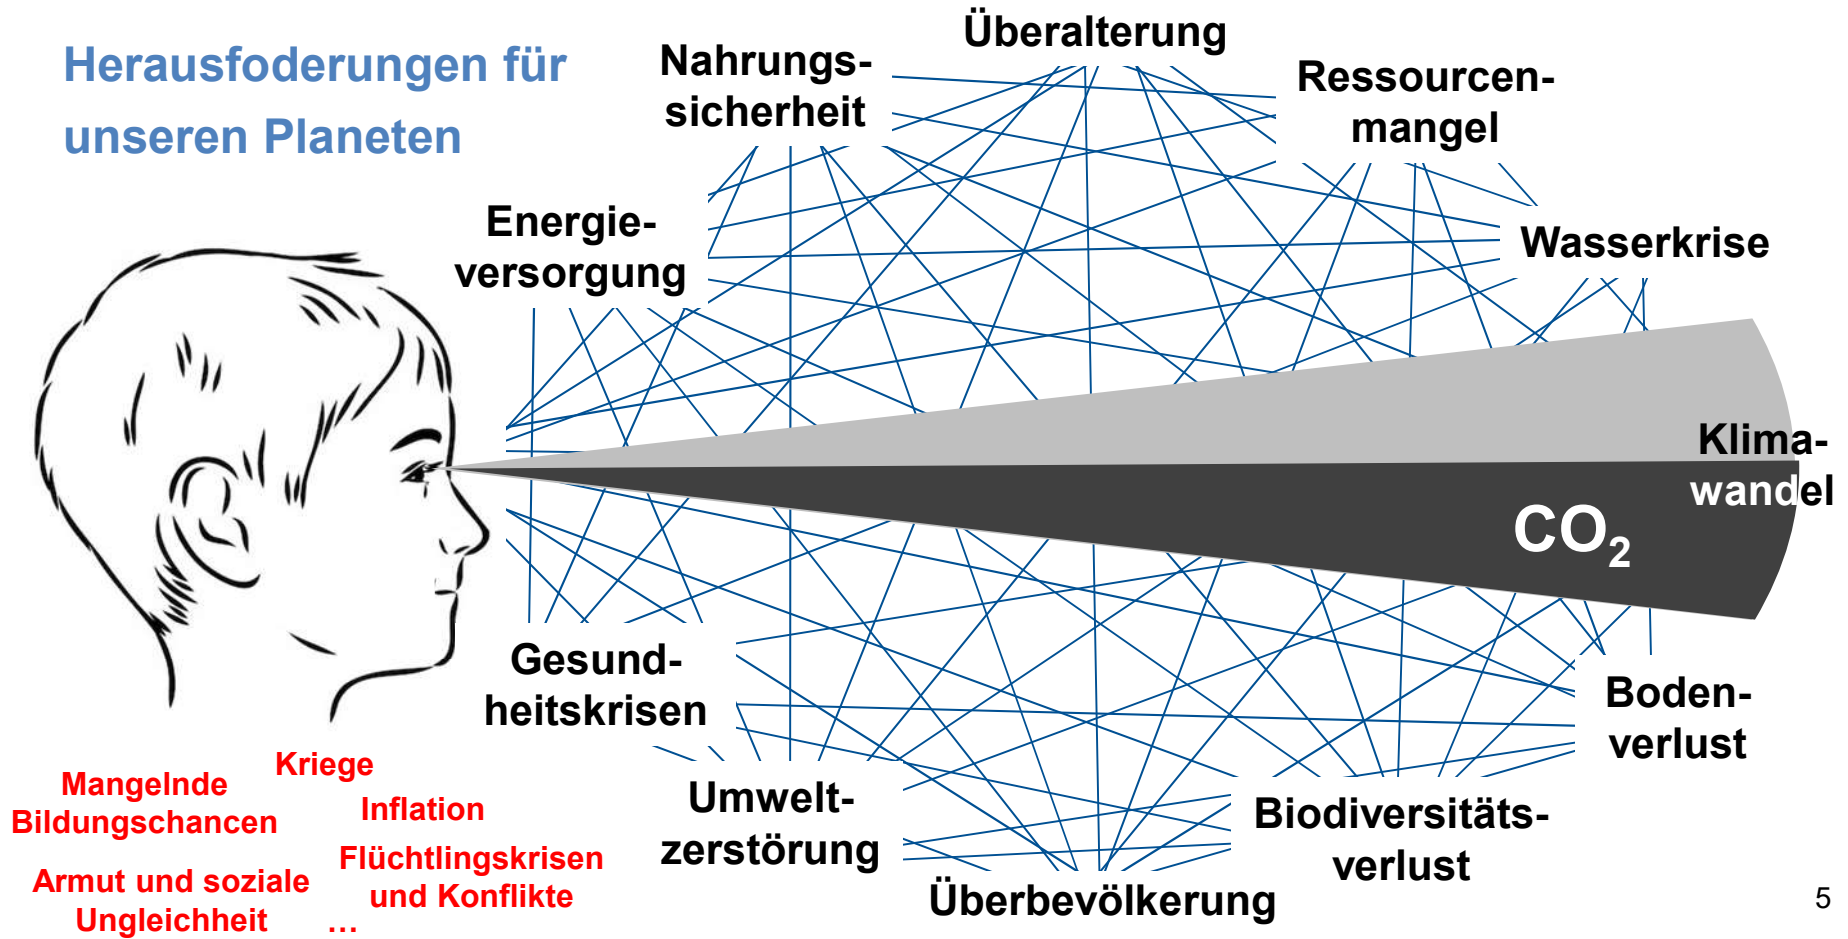 Herausfoderungen für
unseren Planeten
Überalterung
Nahrungs-
sicherheit
Ressourcen-
mangel
Energie-
versorgung
Wasserkrise
Klima-
wandel
CO₂
Gesund-
heitskrisen
Boden-
verlust
Umwelt-
zerstörung
Biodiversitäts-
verlust
Überbevölkerung
Kriege
Mangelnde
Bildungschancen
Inflation
Flüchtlingskrisen
und Konflikte
Armut und soziale
Ungleichheit
...
5